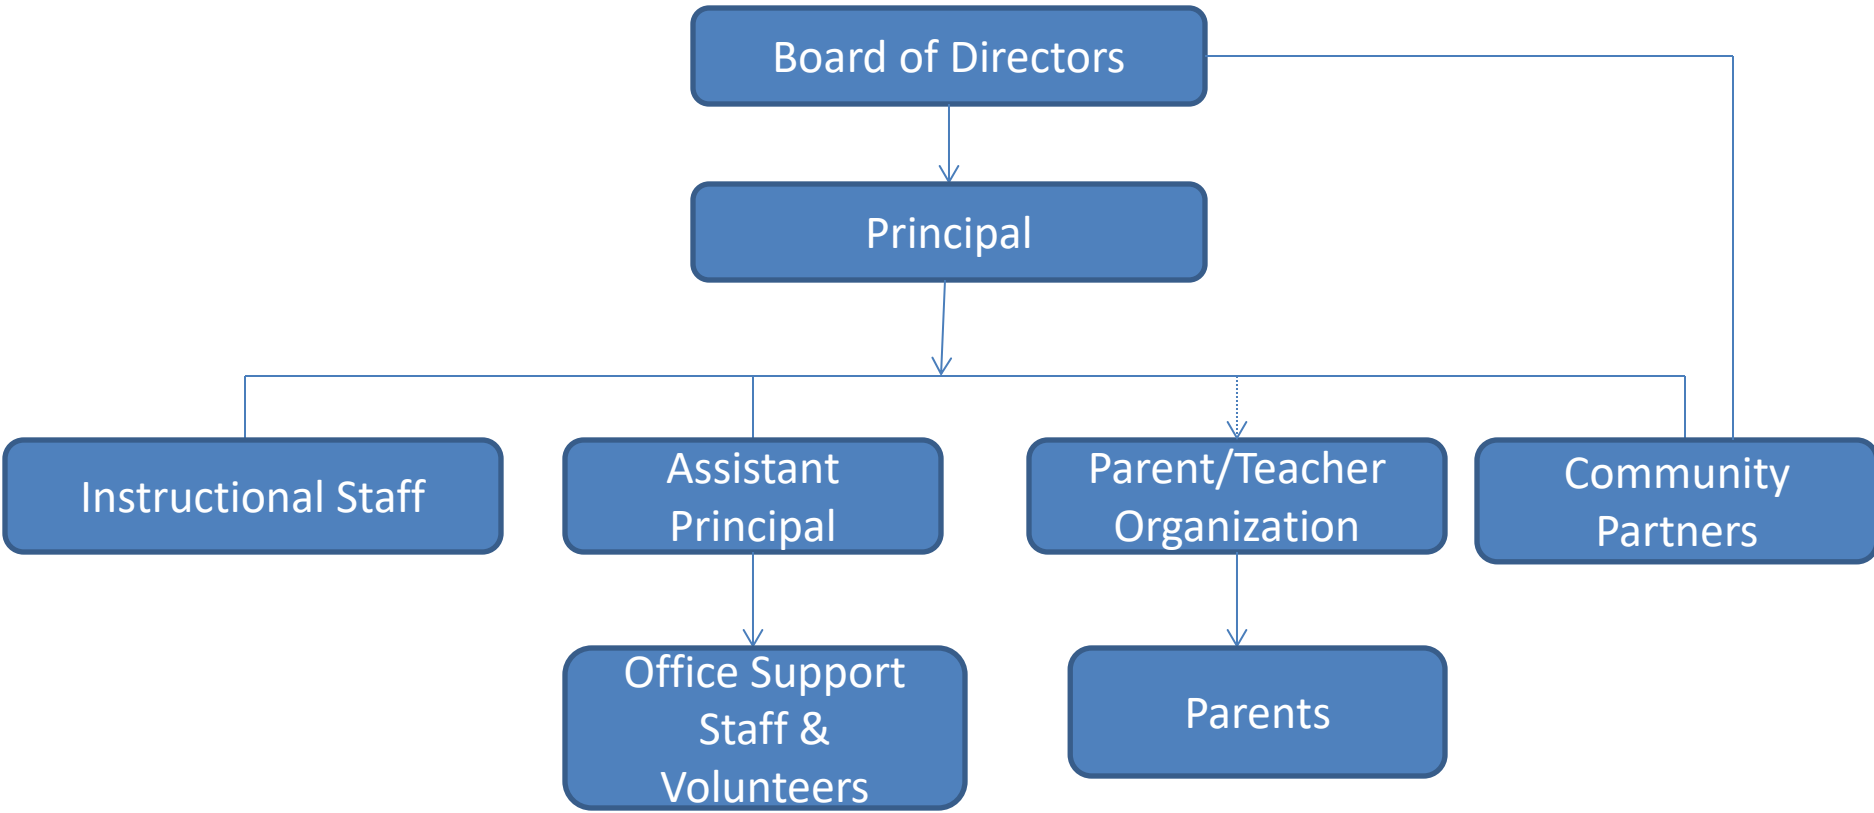 Board of Directors
Principal
Instructional Staff
Assistant
Principal
Parent/Teacher
Organization
Community
Partners
Office Support
Staff &
Volunteers
Parents